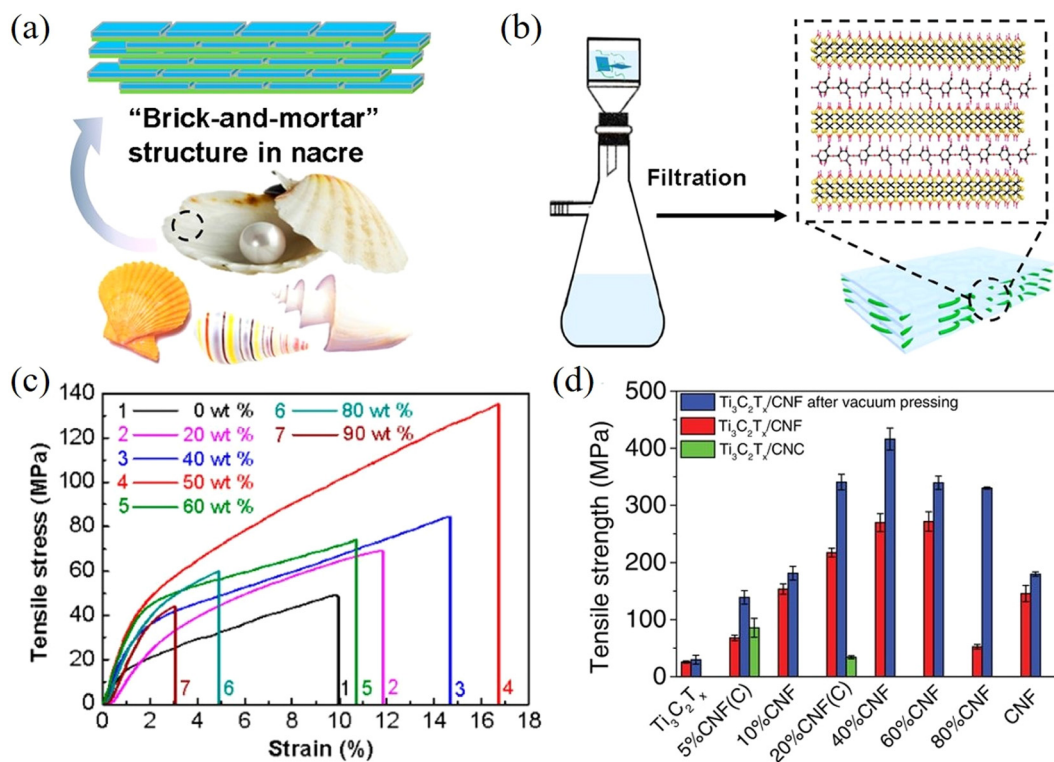 (a)
“Brick-and-mortar”
structure in nacre
(b)
Filtration
(c)
Tensile stress (MPa)
140
120
100
80
60
40
20
0
1 0 wt % 6 80 wt %
2 20 wt % 7 90 wt %
3 40 wt %
4 50 wt %
5 60 wt %
7 6 1 5 2 3 4
0 2 4 6 8 10 12 14 16 18
Strain (%)
(d)
Tensile strength (MPa)
500
400
300
200
100
0
Ti₃C₂Tₓ/CNF after vacuum pressing
Ti₃C₂Tₓ/CNF
Ti₃C₂Tₓ/CNC
Ti₃C₂Tₓ
5%CNF(C)
10%CNF
20%CNF(C)
40%CNF
60%CNF
80%CNF
CNF